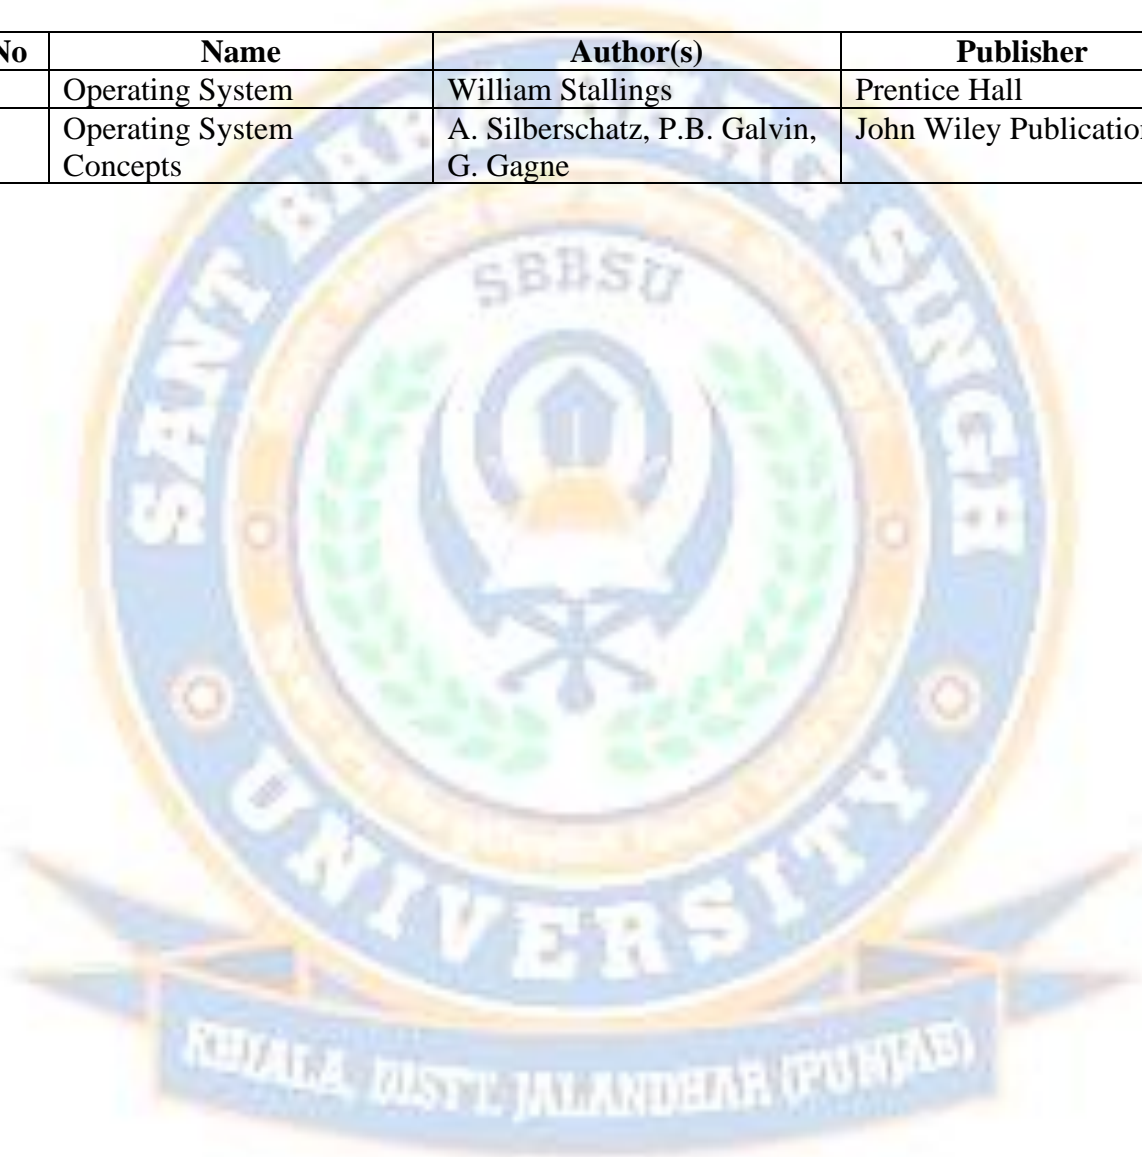 No Name Author(s) Publisher
Operating System William Stallings Prentice Hall
Operating System A. Silberschatz, P.B. Galvin, John Wiley Publication
Concepts G. Gagne
SBBSU
SANT BABA BHAG SINGH
UNIVERSITY
KHIALA, DISTT. JALANDHAR (PUNJAB)